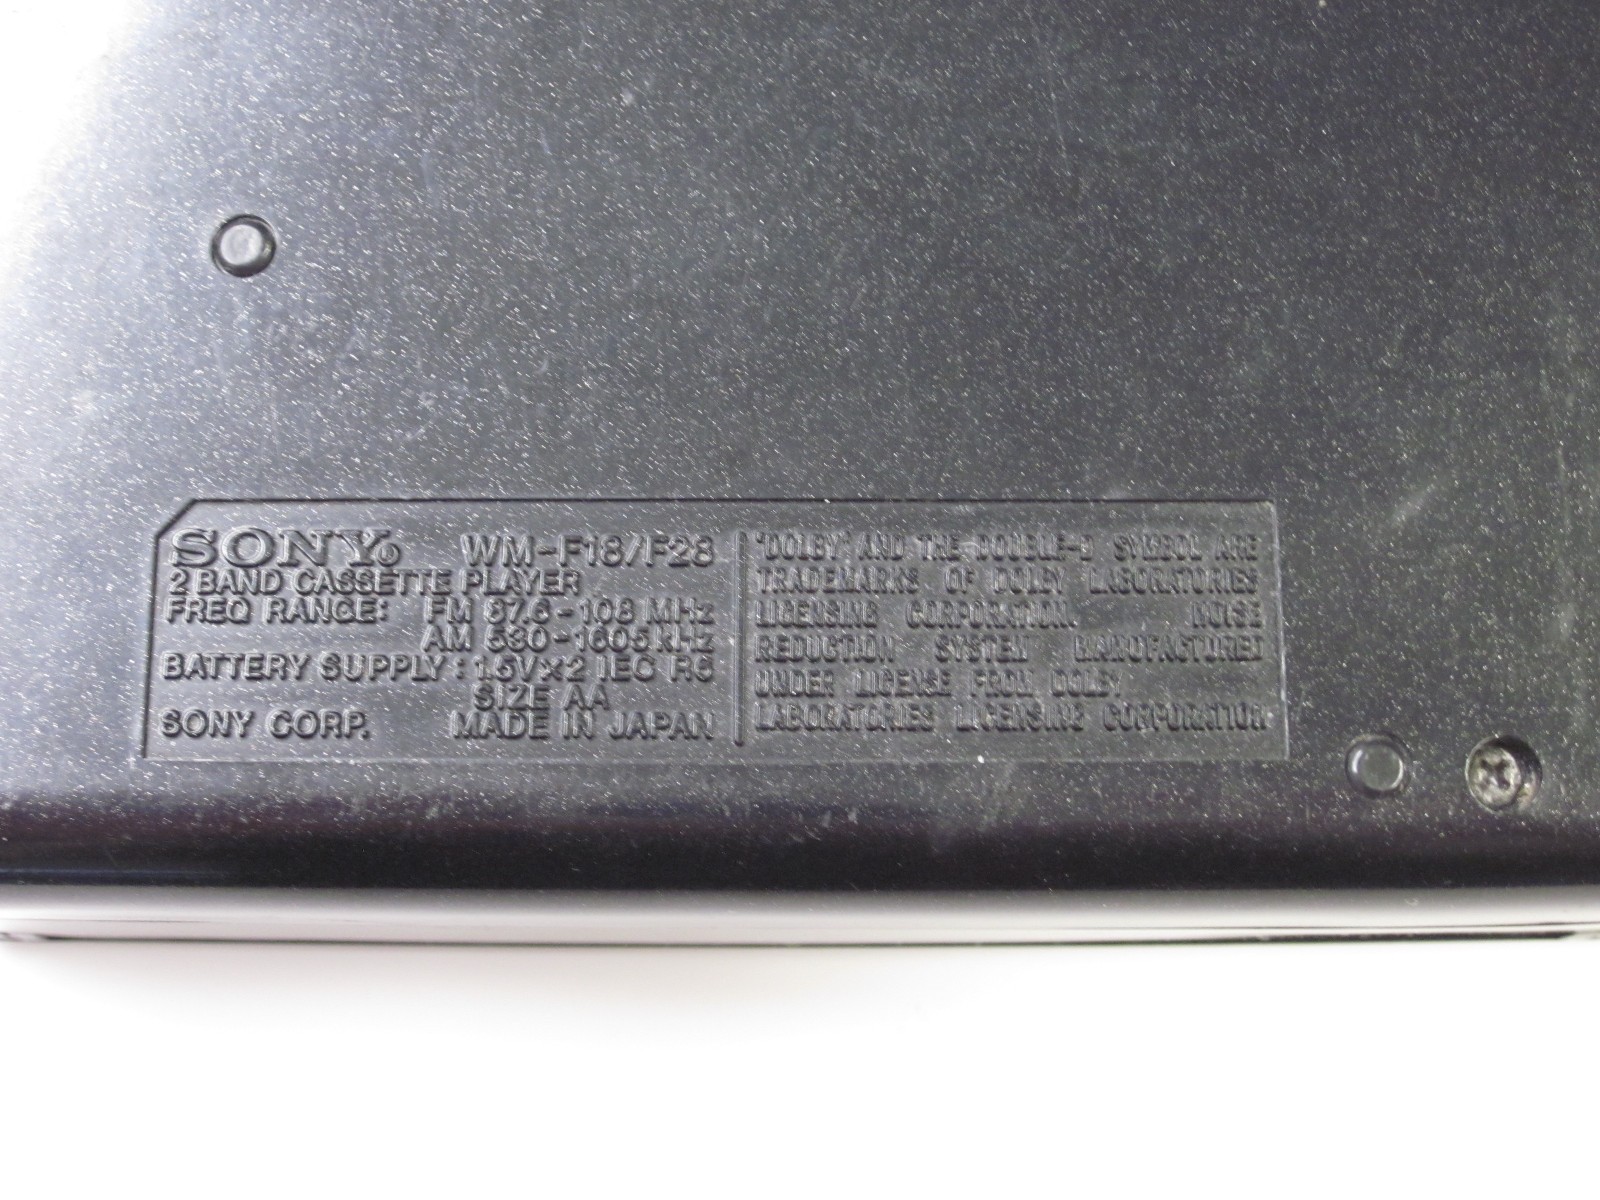 SONY® WM-F18/F28
2 BAND CASSETTE PLAYER
FREQ RANGE: FM 87.6-108 MHz
AM 530-1605 kHz
BATTERY SUPPLY: 1.5V×2 IEC R6
SIZE AA
SONY CORP. MADE IN JAPAN
"DOLBY" AND THE DOUBLE-D SYMBOL ARE
TRADEMARKS OF DOLBY LABORATORIES
LICENSING CORPORATION. NOISE
REDUCTION SYSTEM MANUFACTURED
UNDER LICENSE FROM DOLBY
LABORATORIES LICENSING CORPORATION